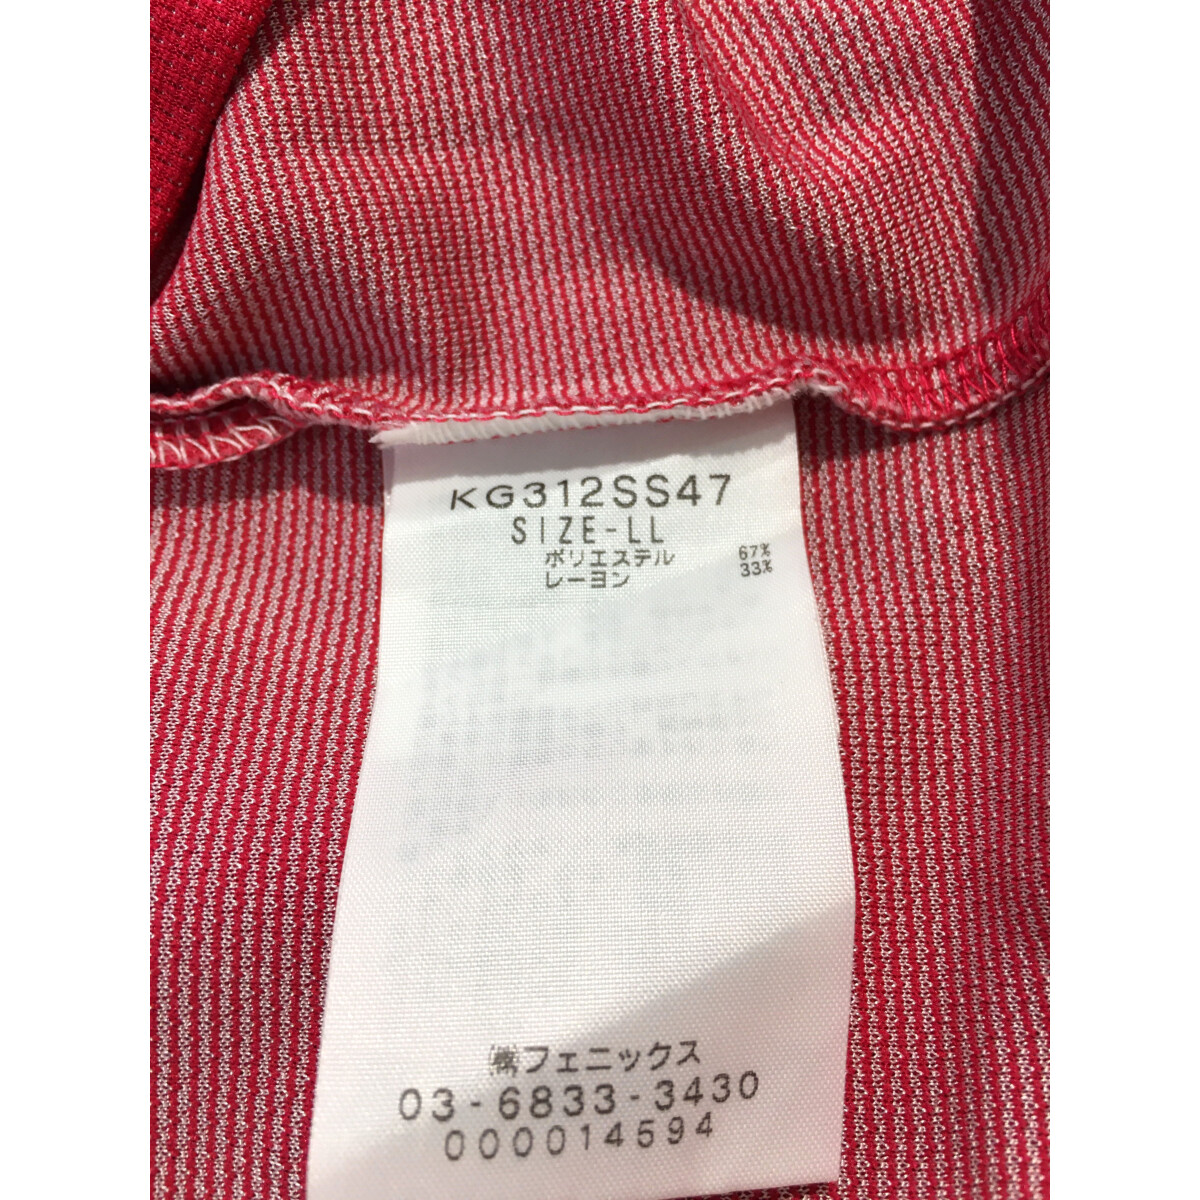 KG312SS47
SIZE-LL
ポリエステル 67%
レーヨン 33%
㈱フェニックス
03-6833-3430
000014594